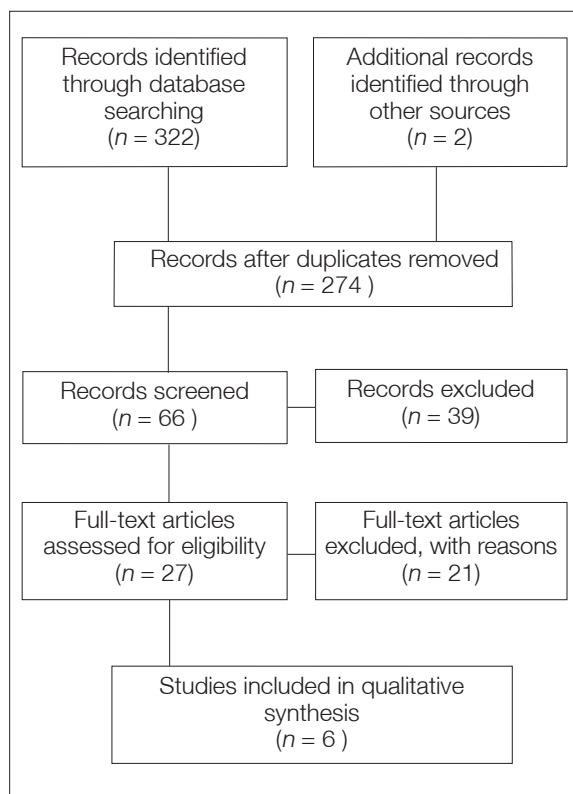 Records identified
through database
searching
(n = 322)
Additional records
identified through
other sources
(n = 2)
Records after duplicates removed
(n = 274 )
Records screened
(n = 66 )
Records excluded
(n = 39)
Full-text articles
assessed for eligibility
(n = 27)
Full-text articles
excluded, with reasons
(n = 21)
Studies included in qualitative
synthesis
(n = 6 )